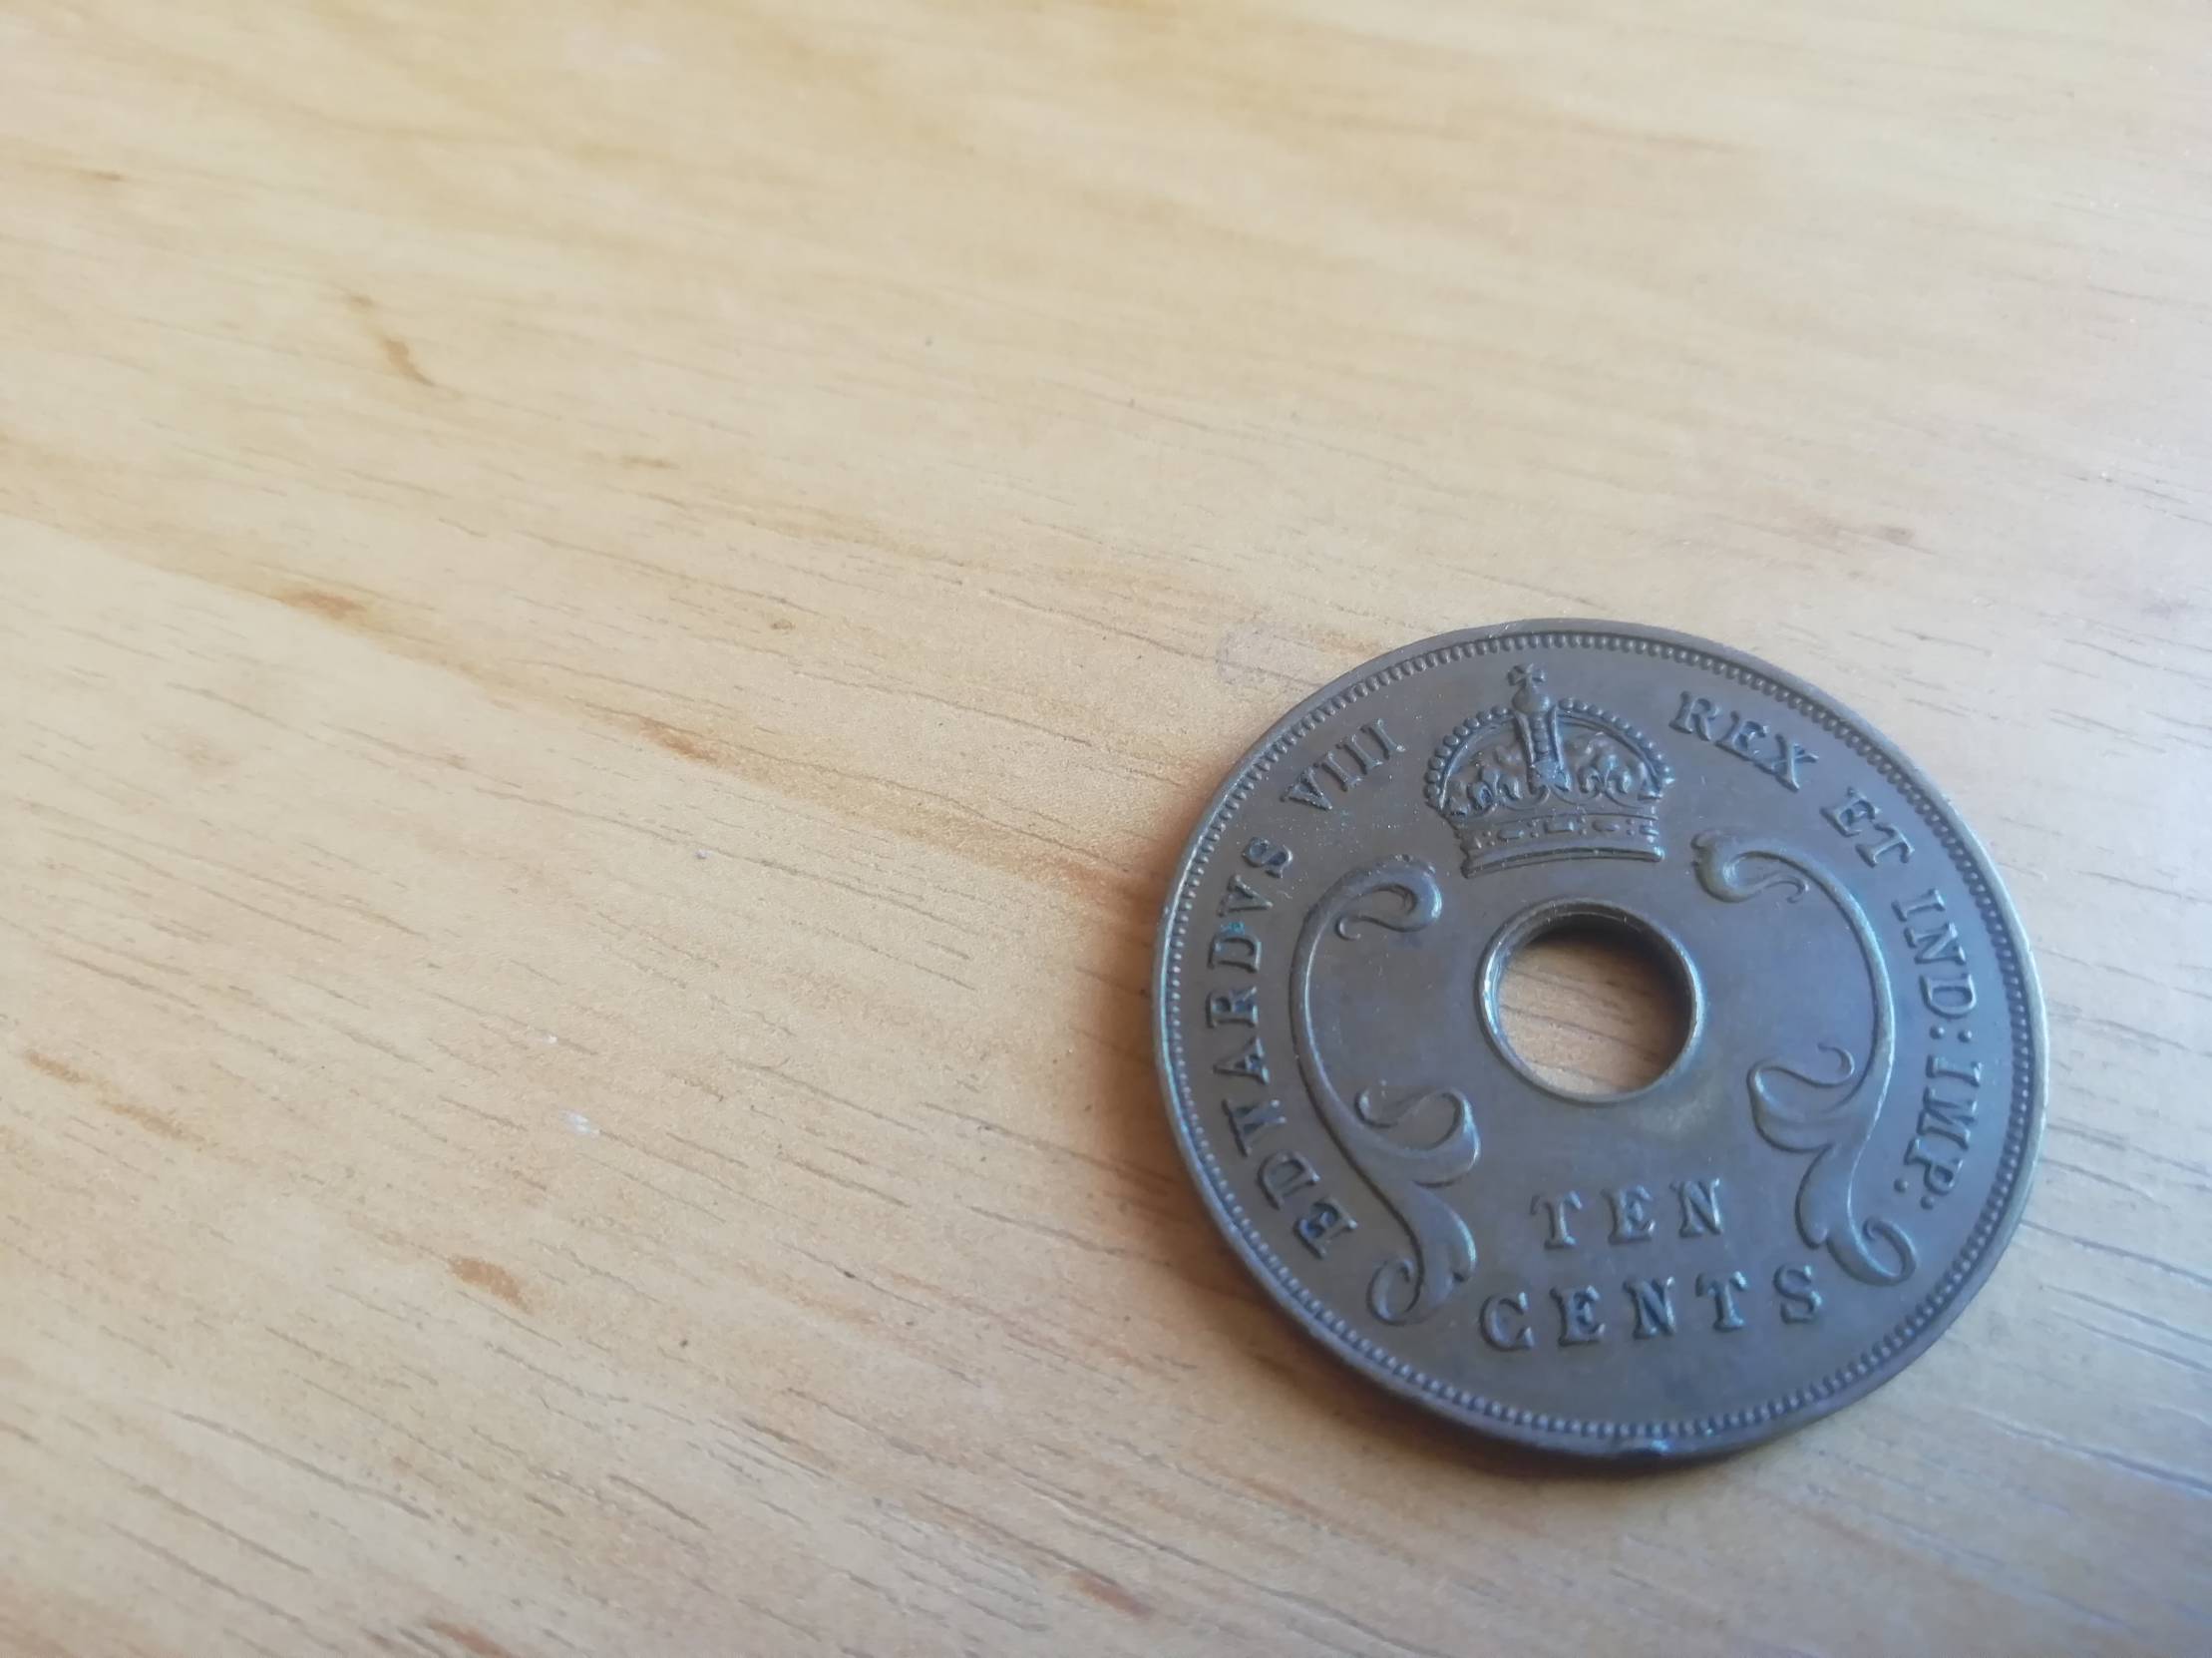 EDWARDVS VIII REX ET IND:IMP:
TEN
CENTS